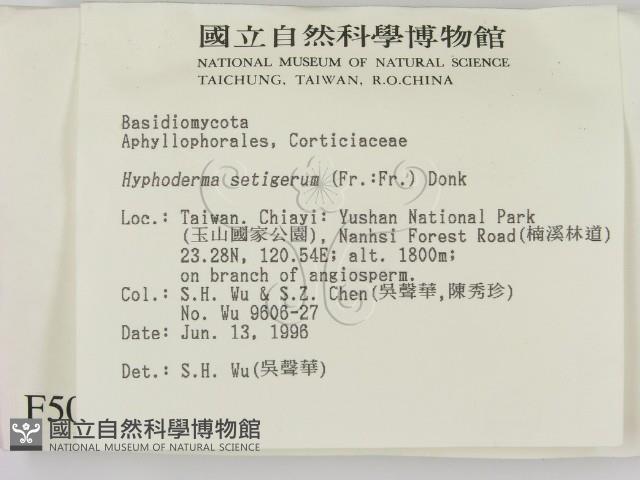 國立自然科學博物館
NATIONAL MUSEUM OF NATURAL SCIENCE
TAICHUNG, TAIWAN, R.O.CHINA
Basidiomycota
Aphyllophorales, Corticiaceae
Hyphoderma setigerum (Fr.:Fr.) Donk
Loc.: Taiwan. Chiayi: Yushan National Park
(玉山國家公園), Nanhsi Forest Road(楠溪林道)
23.28N, 120.54E; alt. 1800m;
on branch of angiosperm.
Col.: S.H. Wu & S.Z. Chen(吳聲華,陳秀珍)
No. Wu 9606-27
Date: Jun. 13, 1996
Det.: S.H. Wu(吳聲華)
國立自然科學博物館
NATIONAL MUSEUM OF NATURAL SCIENCE